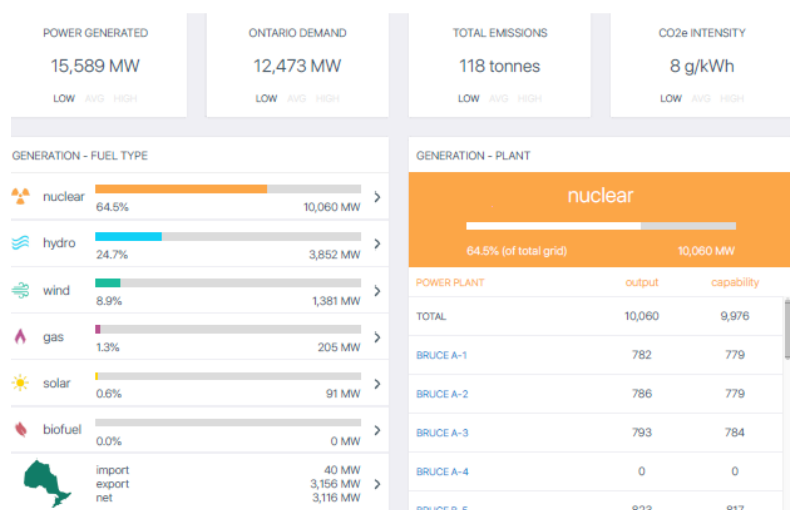 POWER GENERATED
15,589 MW
LOW AVG HIGH
ONTARIO DEMAND
12,473 MW
LOW AVG HIGH
TOTAL EMISSIONS
118 tonnes
LOW AVG HIGH
CO2e INTENSITY
8 g/kWh
LOW AVG HIGH
GENERATION - FUEL TYPE
nuclear
64.5% 10,060 MW
hydro
24.7% 3,852 MW
wind
8.9% 1,381 MW
gas
1.3% 205 MW
solar
0.6% 91 MW
biofuel
0.0% 0 MW
import 40 MW
export 3,156 MW
net 3,116 MW
GENERATION - PLANT
nuclear
64.5% (of total grid) 10,060 MW
POWER PLANT output capability
TOTAL 10,060 9,976
BRUCE A-1 782 779
BRUCE A-2 786 779
BRUCE A-3 793 784
BRUCE A-4 0 0
BRUCE B-5 823 817